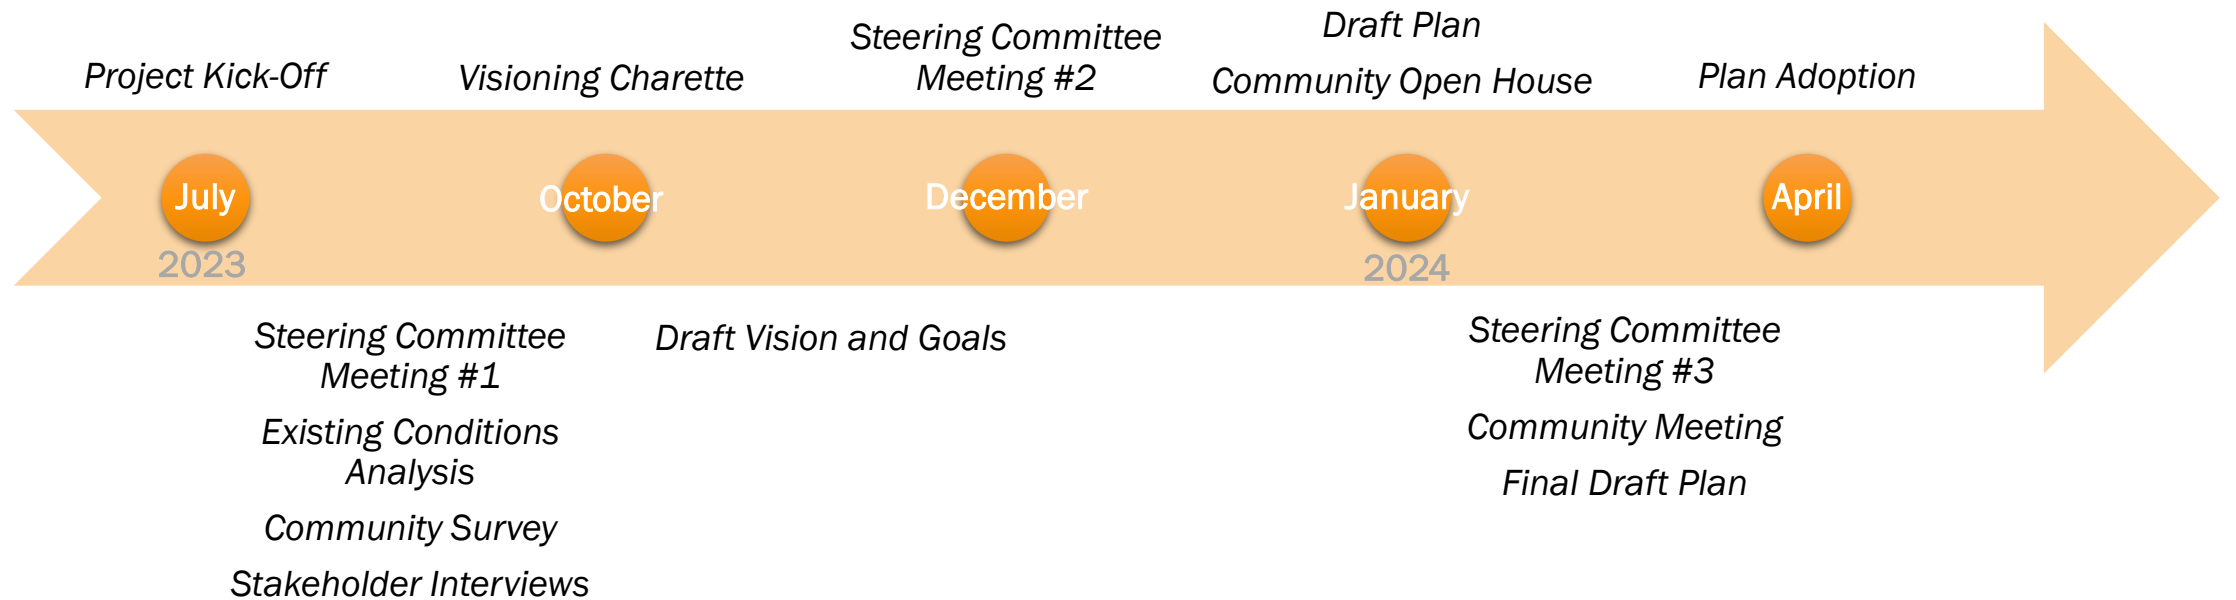 Project Kick-Off
Visioning Charette
Steering Committee
Meeting #2
Draft Plan
Community Open House
Plan Adoption
July
October
December
January
April
2023
2024
Steering Committee
Meeting #1
Existing Conditions
Analysis
Community Survey
Stakeholder Interviews
Draft Vision and Goals
Steering Committee
Meeting #3
Community Meeting
Final Draft Plan